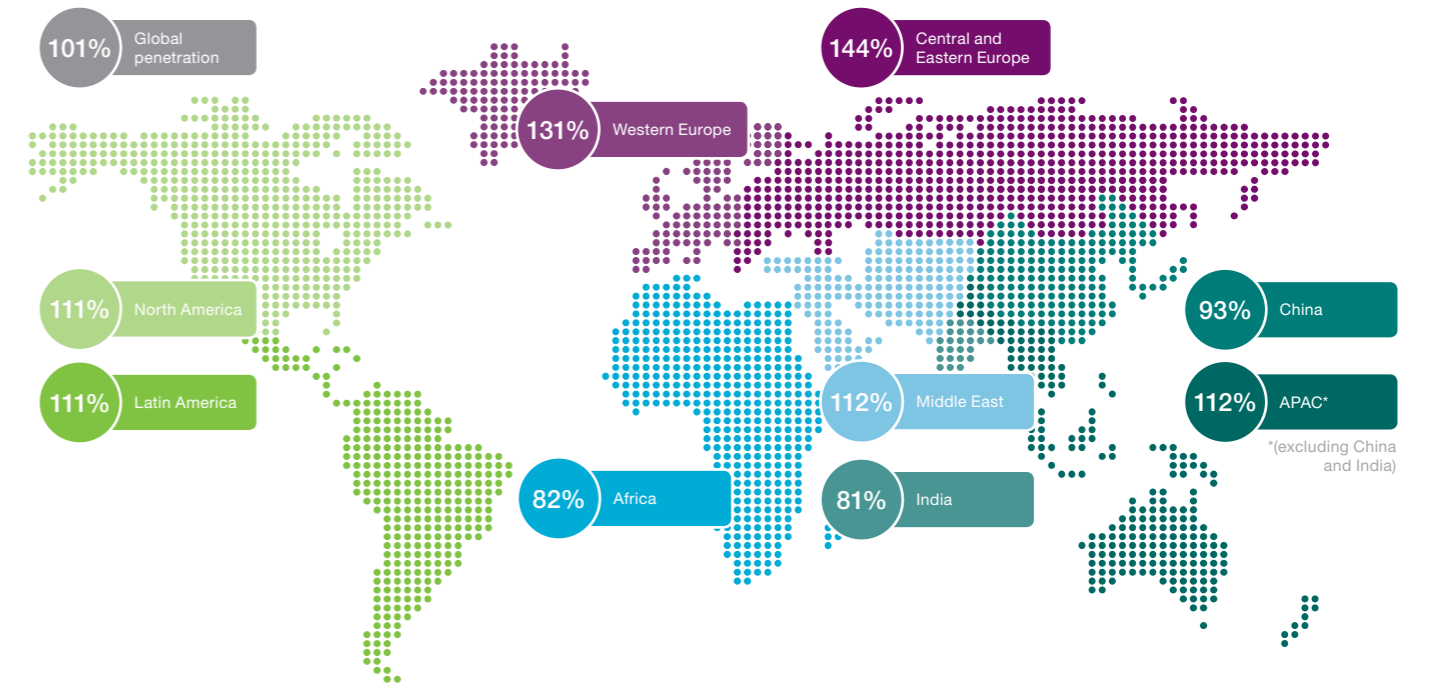 101%
Global
penetration
144%
Central and
Eastern Europe
131%
Western Europe
111%
North America
93%
China
111%
Latin America
112%
Middle East
112%
APAC*
*(excluding China
and India)
82%
Africa
81%
India